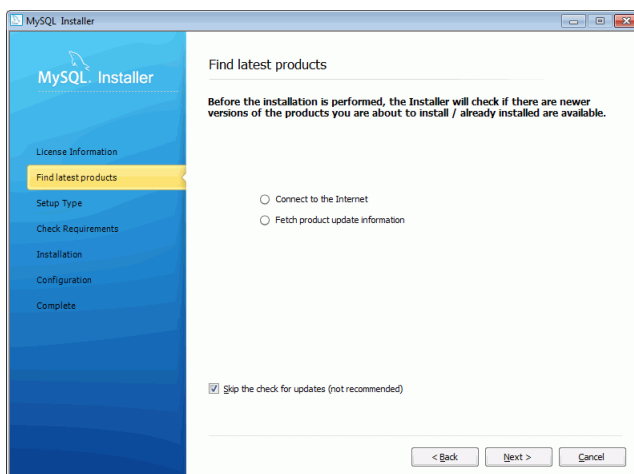 MySQL Installer
MySQL. Installer
Find latest products
Before the installation is performed, the Installer will check if there are newer
versions of the products you are about to install / already installed are available.
License Information
Find latest products
Setup Type
Check Requirements
Installation
Configuration
Complete
Connect to the Internet
Fetch product update information
Skip the check for updates (not recommended)
< Back
Next >
Cancel